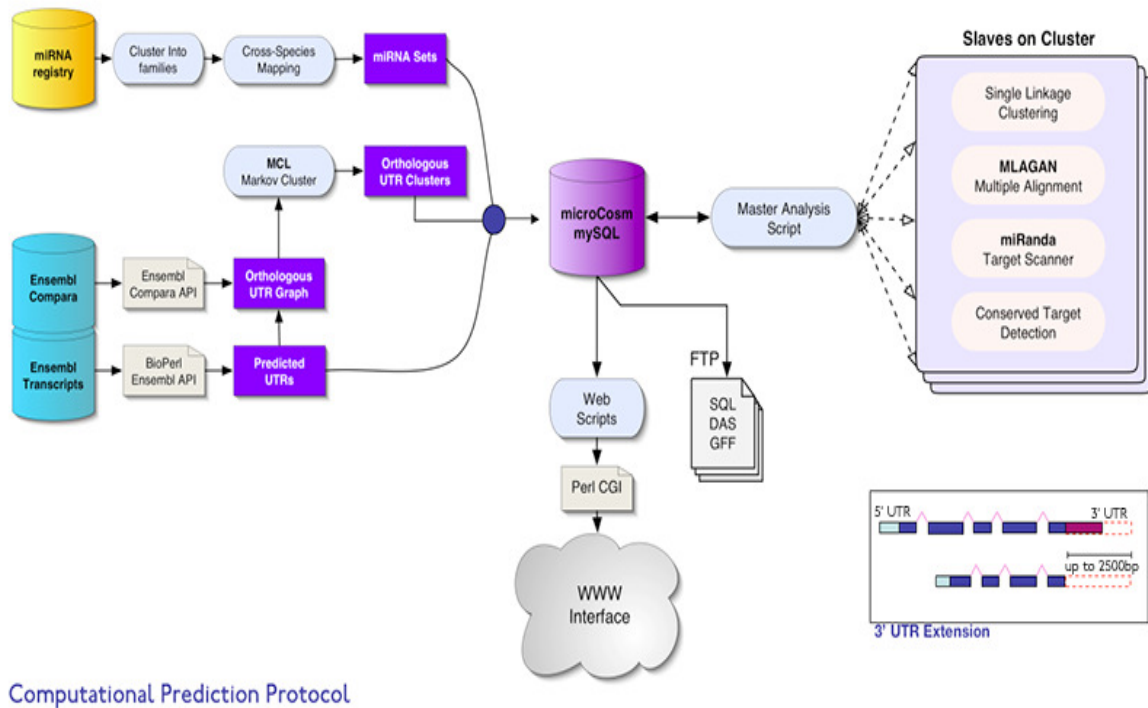 miRNA
registry
Cluster Into
families
Cross-Species
Mapping
miRNA Sets
MCL
Markov Cluster
Orthologous
UTR Clusters
Ensembl
Compara
Ensembl
Compara API
Orthologous
UTR Graph
Ensembl
Transcripts
BioPerl
Ensembl API
Predicted
UTRs
microCosm
mySQL
Master Analysis
Script
Slaves on Cluster
Single Linkage
Clustering
MLAGAN
Multiple Alignment
miRanda
Target Scanner
Conserved Target
Detection
Web
Scripts
Perl CGI
WWW
Interface
FTP
SQL
DAS
GFF
5' UTR
3' UTR
up to 2500bp
3' UTR Extension
Computational Prediction Protocol